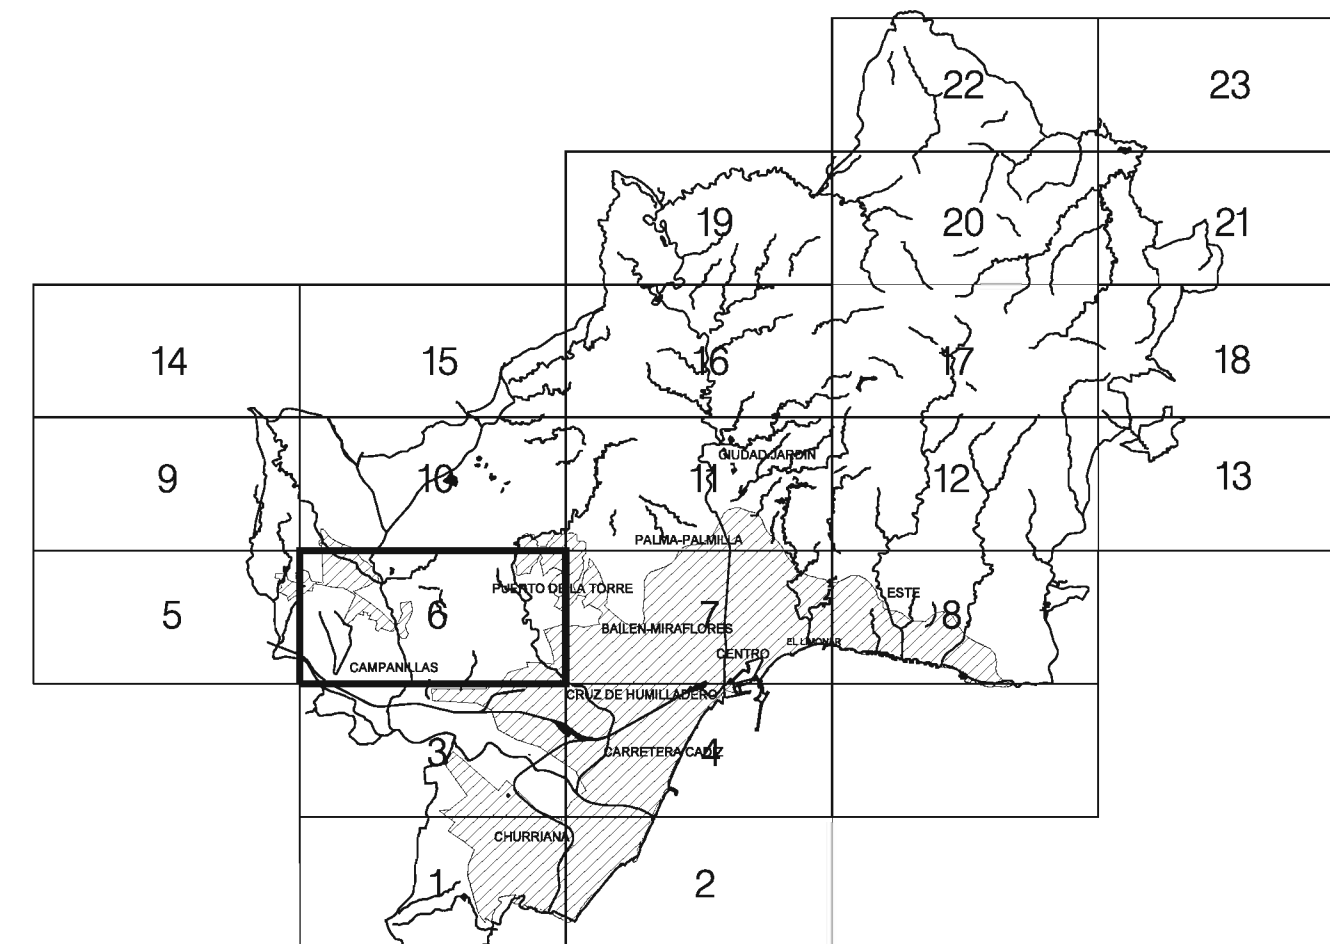 22
23
19
20
21
14
15
16
17
18
CIUDAD JARDIN
9
10
11
12
13
PALMA-PALMILLA
PUERTO DE LA TORRE
ESTE
5
6
7
8
BAILEN-MIRAFLORES
EL LIMONAR
CENTRO
CAMPANILLAS
CRUZ DE HUMILLADERO
3
CARRETERA CADIZ
4
CHURRIANA
1
2